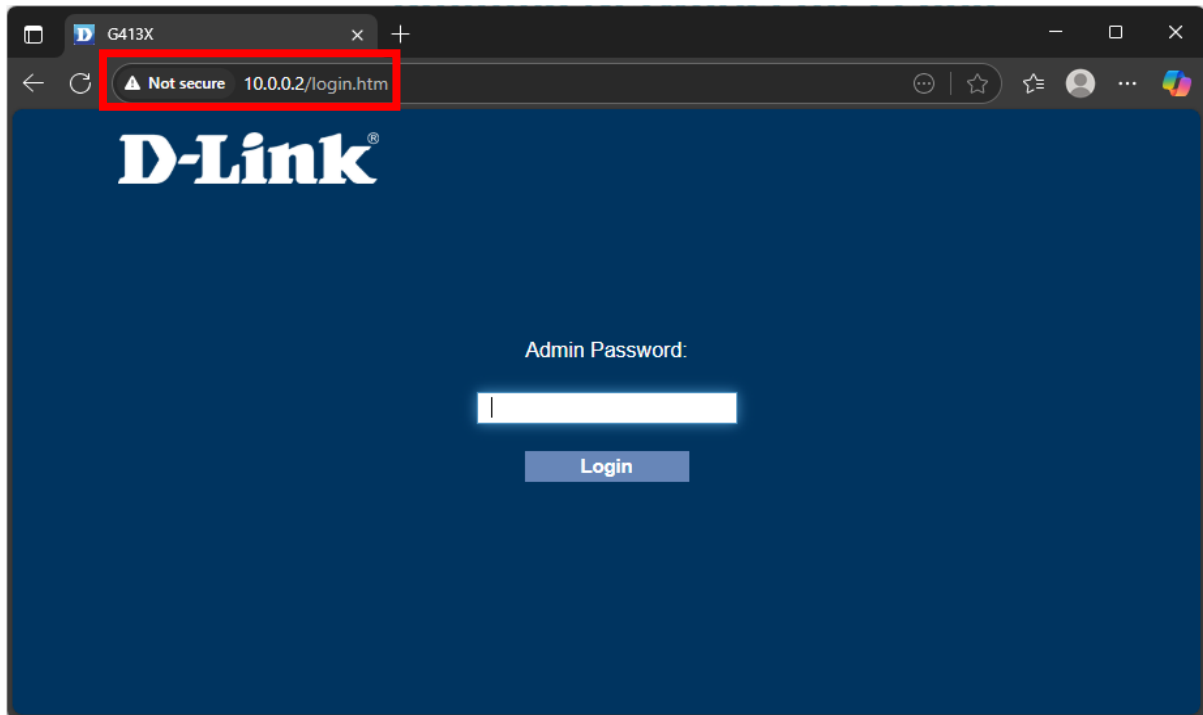 G413X
Not secure 10.0.0.2/login.htm
D-Link®
Admin Password:
Login